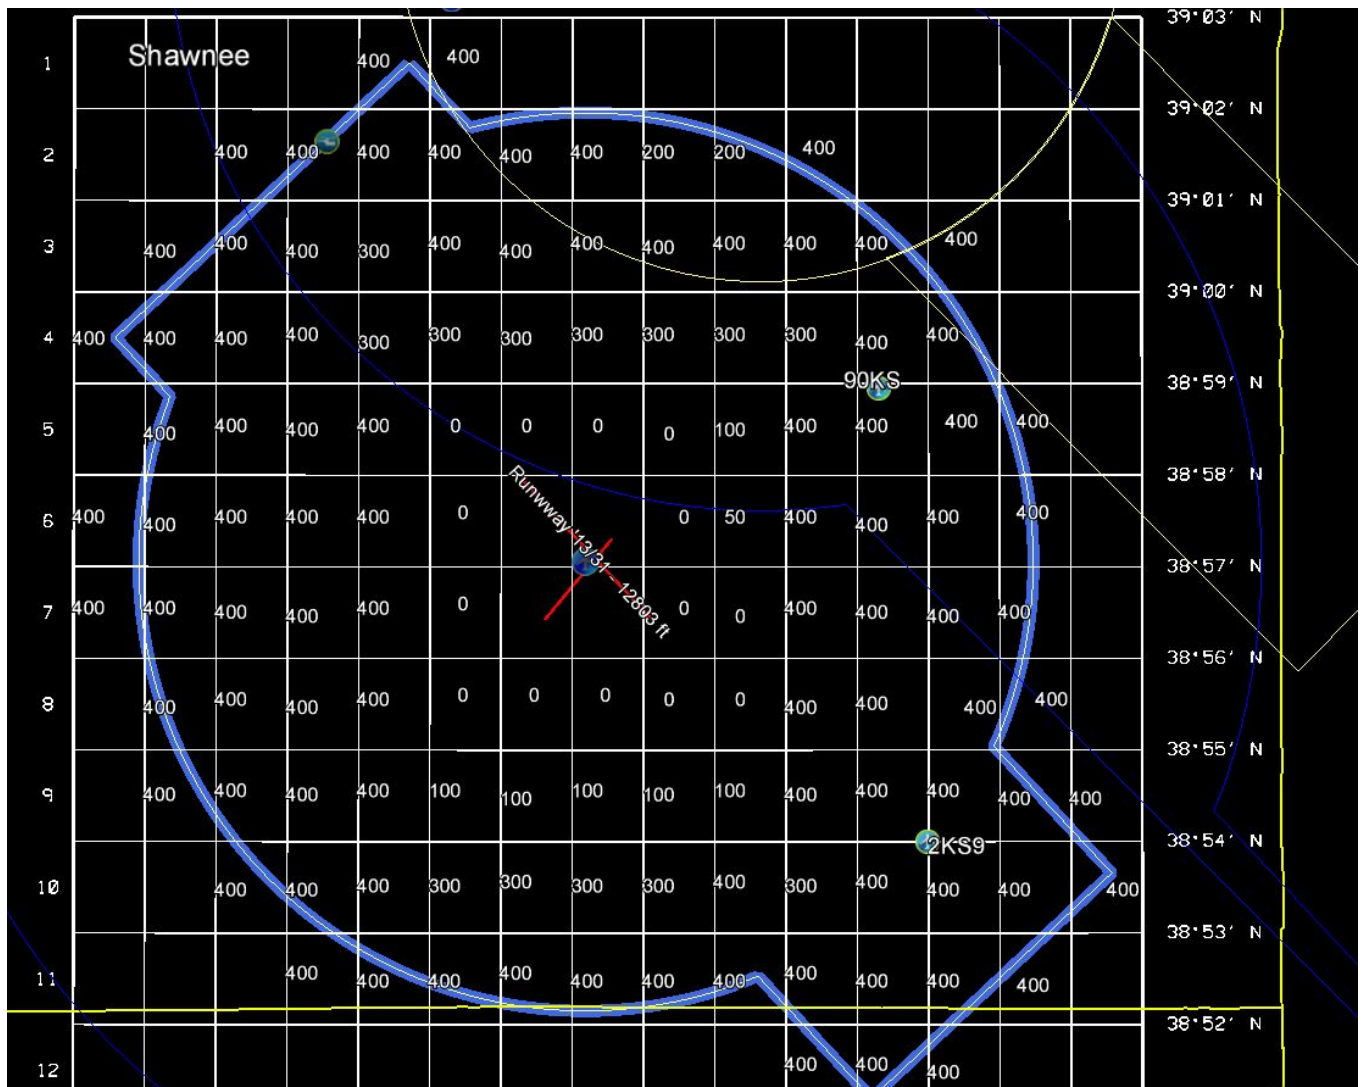 39°03' N
1 Shawnee 400 400
39°02' N
2 400 400 400 400 400 400 200 200 400
39°01' N
3 400 400 400 300 400 400 400 400 400 400 400 400
39°00' N
4 400 400 400 400 300 300 300 300 300 300 300 400 400
90KS 38°59' N
5 400 400 400 400 0 0 0 0 100 400 400 400 400
38°58' N
6 400 400 400 400 400 0 0 50 400 400 400 400
Runwway '13/31 - 12803 ft
38°57' N
7 400 400 400 400 400 0 0 0 400 400 400 400
38°56' N
8 400 400 400 400 0 0 0 0 0 400 400 400 400
38°55' N
9 400 400 400 400 100 100 100 100 100 400 400 400 400 400
2KS9 38°54' N
10 400 400 400 300 300 300 300 400 300 400 400 400 400
38°53' N
11 400 400 400 400 400 400 400 400 400 400 400
38°52' N
12 400 400 400